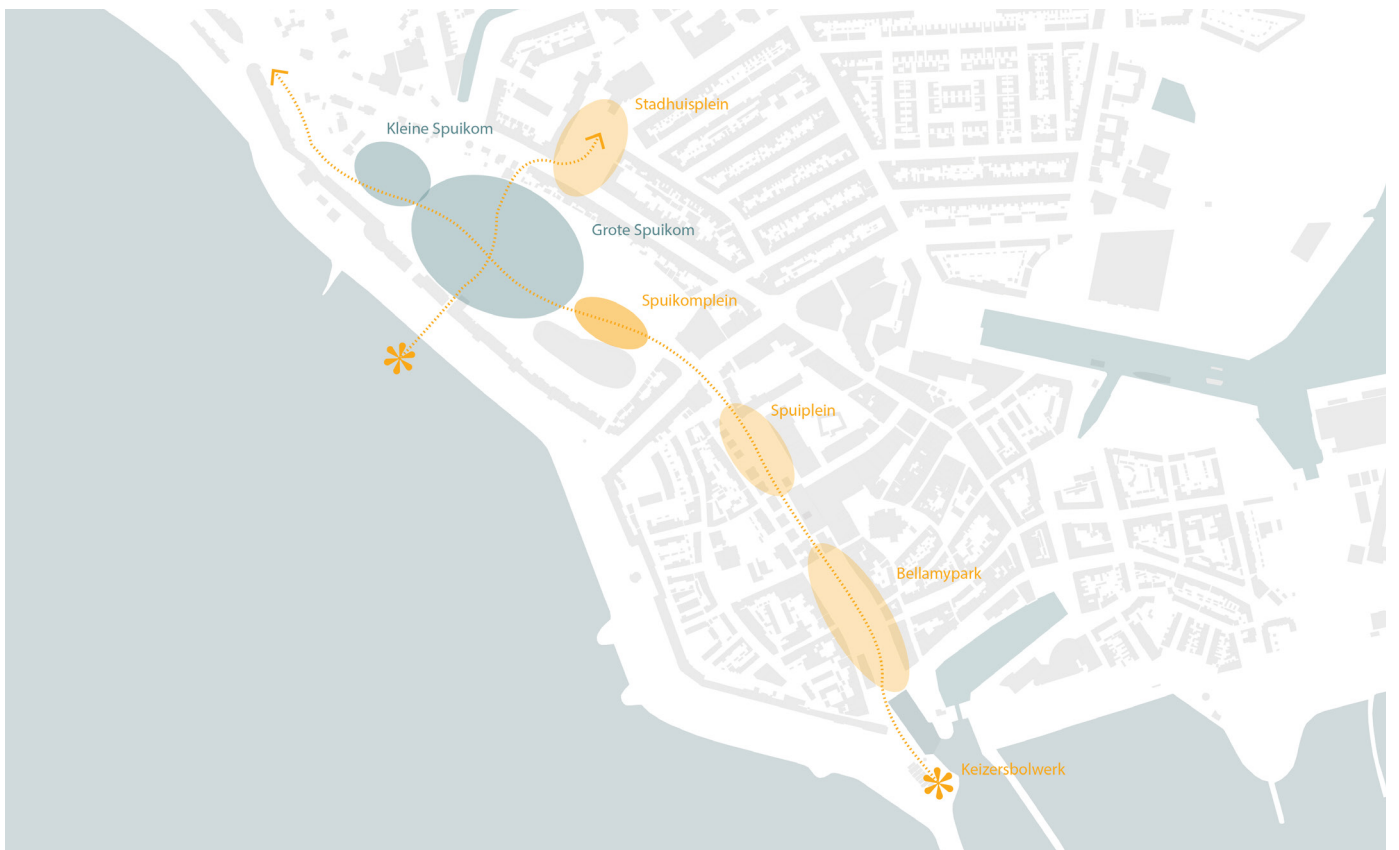 Stadhuisplein
Kleine Spuikom
Grote Spuikom
Spuikomplein
Spuiplein
Bellamypark
Keizersbolwerk